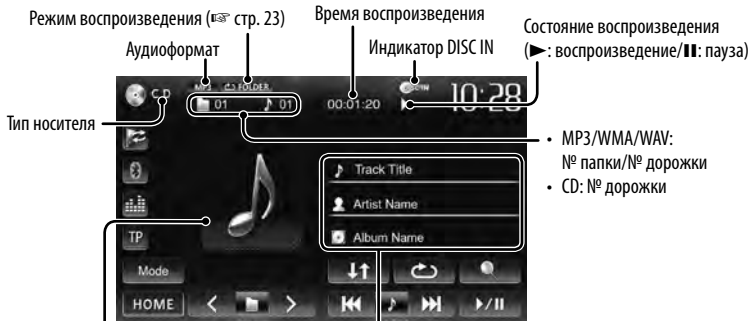 Режим воспроизведения (☞ стр. 23)
Время воспроизведения
Состояние воспроизведения
(►: воспроизведение/II: пауза)
Аудиоформат
Индикатор DISC IN
MP3
FOLDER
CD
01
01
00:01:20
10:28
Тип носителя
• MP3/WMA/WAV:
№ папки/№ дорожки
• CD: № дорожки
Track Title
Artist Name
Album Name
TP
Mode
HOME